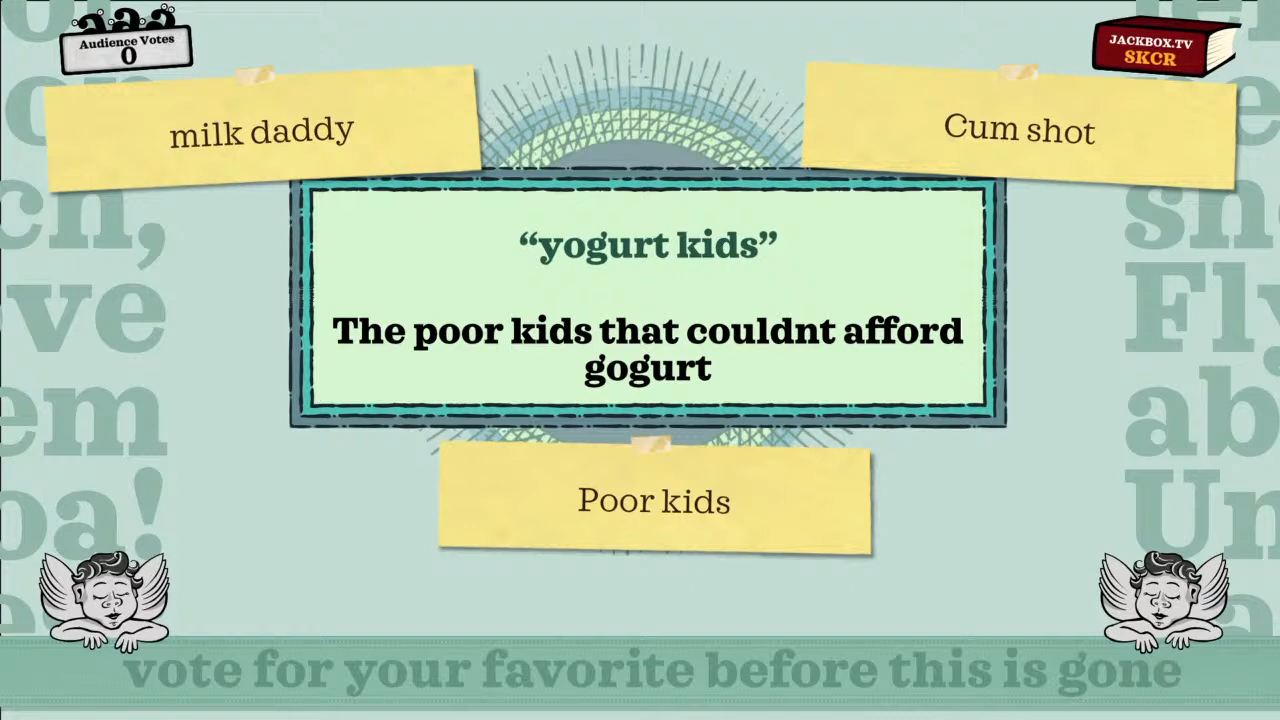 Audience Votes
0
JACKBOX.TV
SKCR
milk daddy
Cum shot
“yogurt kids”
The poor kids that couldnt afford
gogurt
Poor kids
vote for your favorite before this is gone